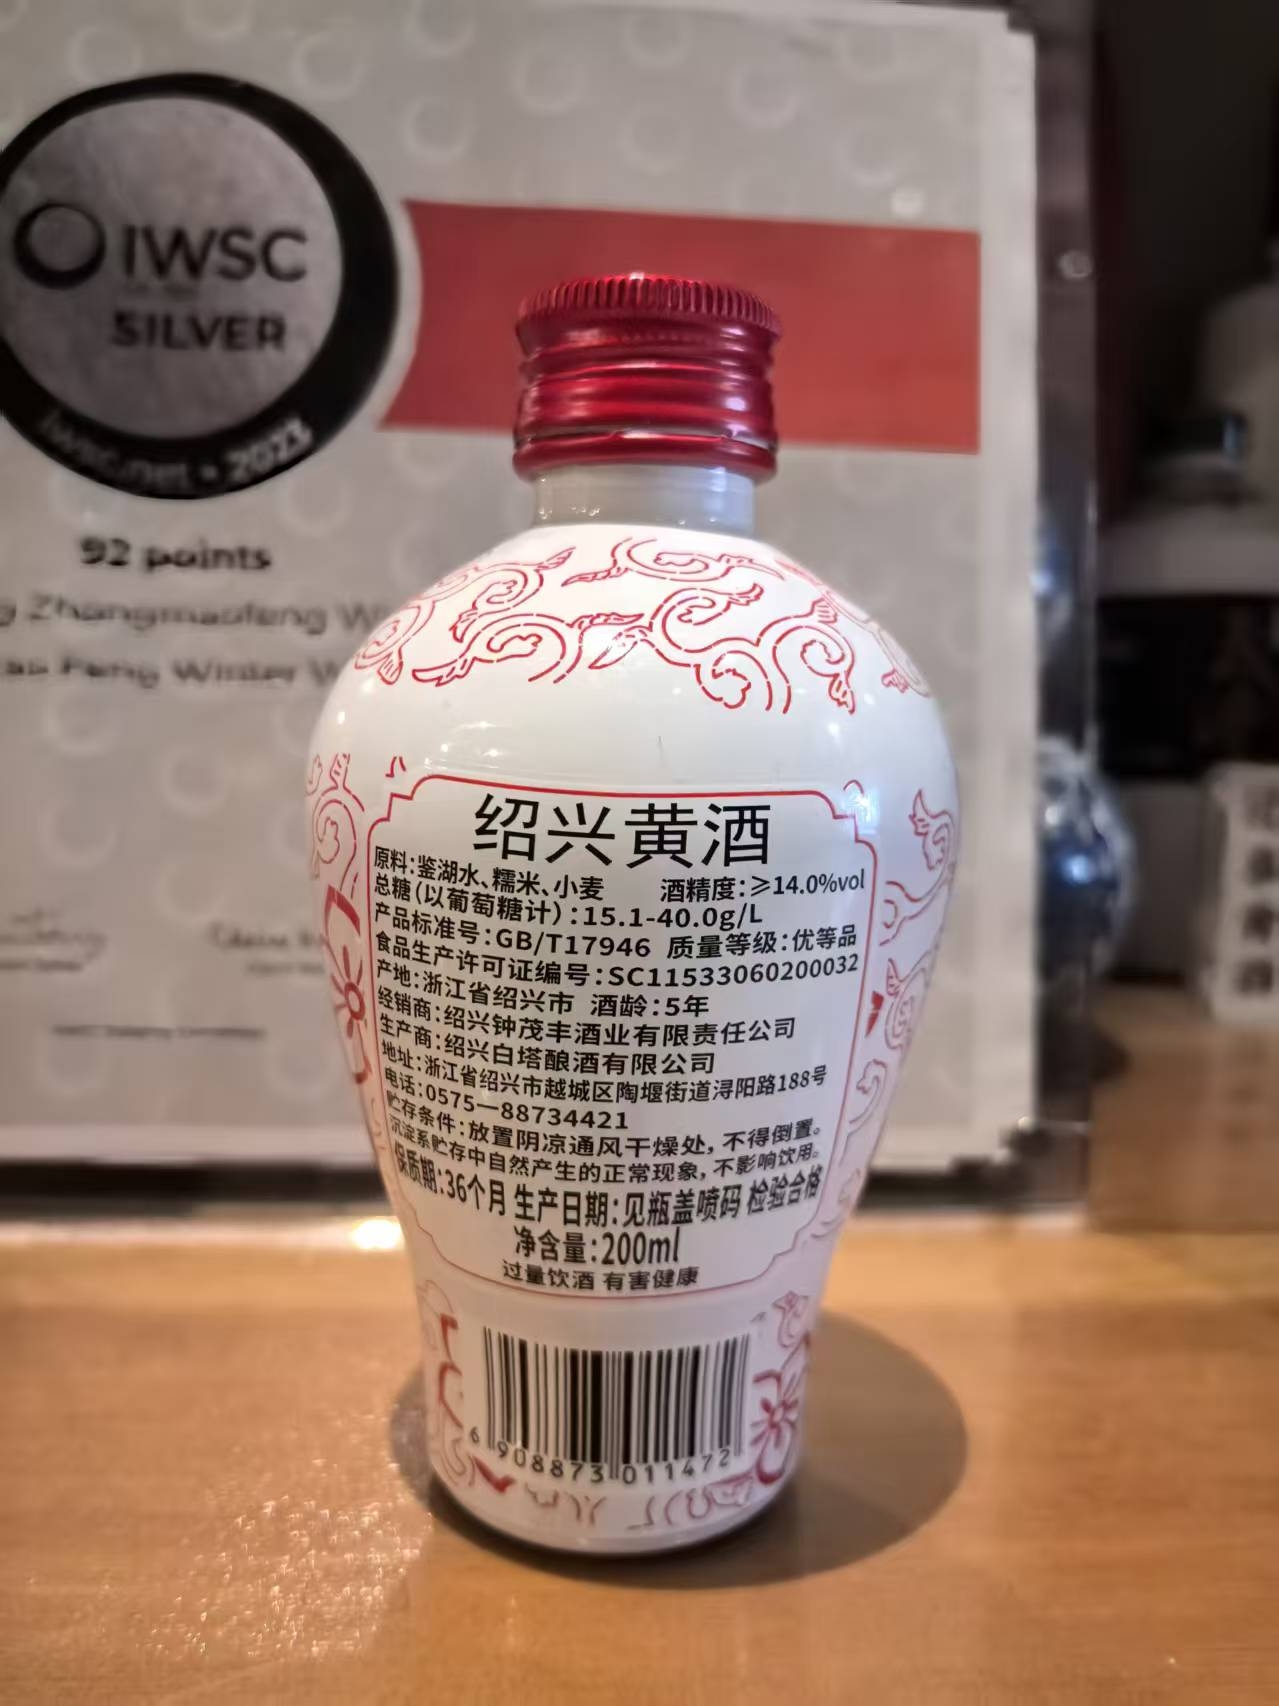 IWSC
SILVER
iwsc.net • 2023
92 points
Zhangmaofeng
Feng Winter
绍兴黄酒
原料:鉴湖水、糯米、小麦 酒精度:≥14.0%vol
总糖(以葡萄糖计):15.1-40.0g/L
产品标准号:GB/T17946 质量等级:优等品
食品生产许可证编号:SC11533060200032
产地:浙江省绍兴市 酒龄:5年
经销商:绍兴钟茂丰酒业有限责任公司
生产商:绍兴白塔酿酒有限公司
地址:浙江省绍兴市越城区陶堰街道浔阳路188号
电话:0575—88734421
贮存条件:放置阴凉通风干燥处,不得倒置。
沉淀系贮存中自然产生的正常现象,不影响饮用。
保质期:36个月 生产日期:见瓶盖喷码 检验合格
净含量:200ml
过量饮酒 有害健康
6 908873 011472